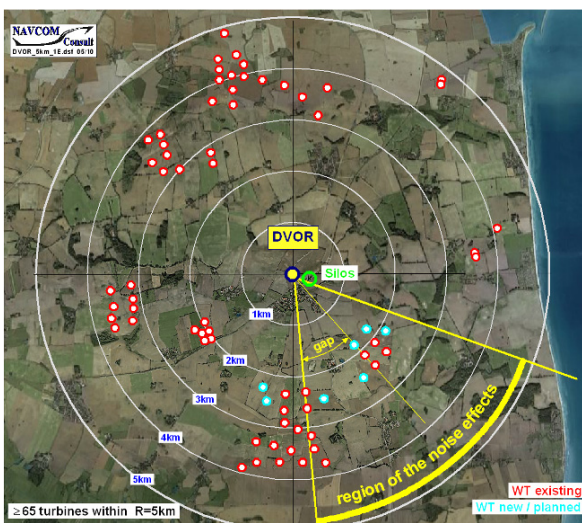 NAVCOM
Consult
DVOR_5km_1E.dst 05/10
DVOR
Silos
1km
gap
2km
3km
4km
5km
region of the noise effects
WT existing
WT new / planned
≥65 turbines within R=5km